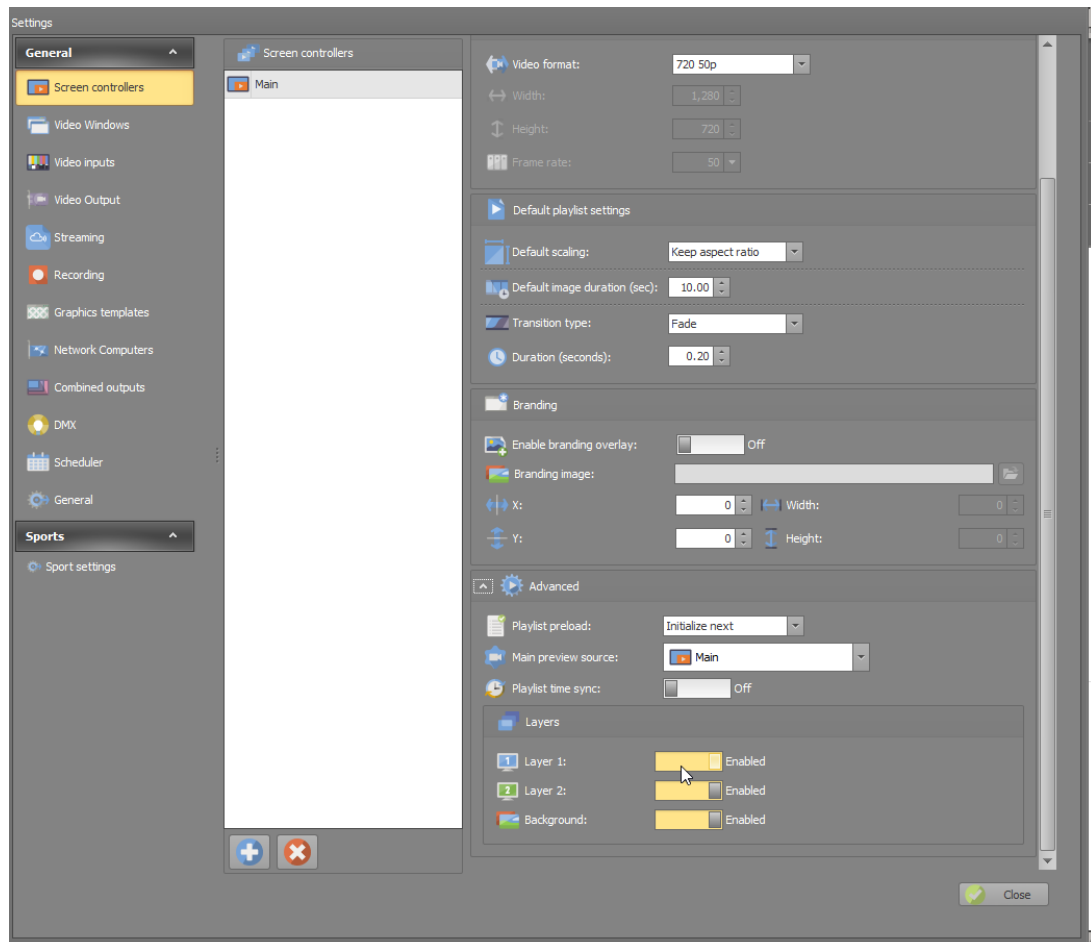 Settings
General
Screen controllers
Video Windows
Video inputs
Video Output
Streaming
Recording
Graphics templates
Network Computers
Combined outputs
DMX
Scheduler
General
Sports
Sport settings
Screen controllers
Main
Video format: 720 50p
Width: 1,280
Height: 720
Frame rate: 50
Default playlist settings
Default scaling: Keep aspect ratio
Default image duration (sec): 10.00
Transition type: Fade
Duration (seconds): 0.20
Branding
Enable branding overlay: Off
Branding image:
X: 0 Width: 0
Y: 0 Height: 0
Advanced
Playlist preload: Initialize next
Main preview source: Main
Playlist time sync: Off
Layers
1 Layer 1: Enabled
2 Layer 2: Enabled
Background: Enabled
Close